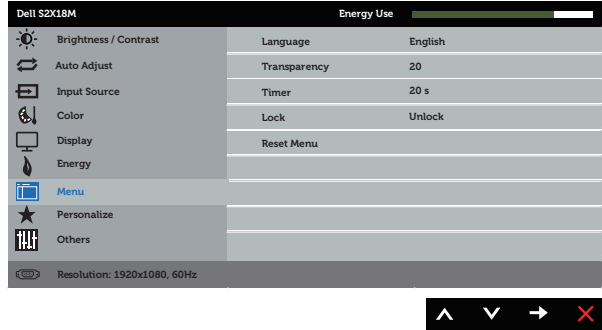 Dell S2X18M Energy Use
Brightness / Contrast
Auto Adjust
Input Source
Color
Display
Energy
Menu
Personalize
Others
Language English
Transparency 20
Timer 20 s
Lock Unlock
Reset Menu
Resolution: 1920x1080, 60Hz